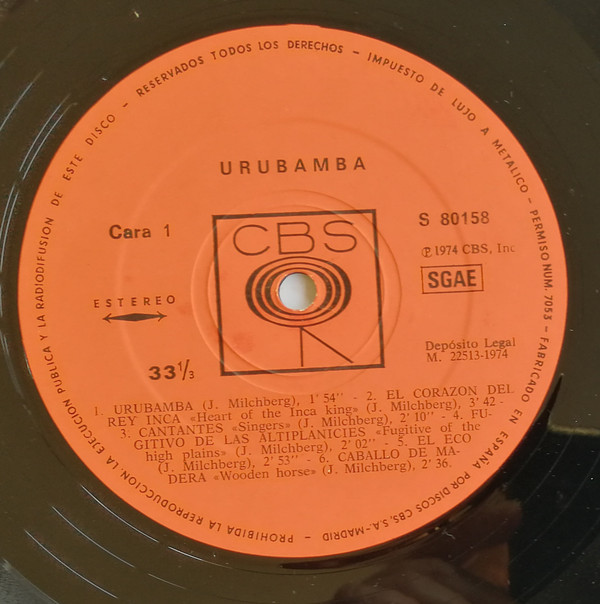 RESERVADOS TODOS LOS DERECHOS – IMPUESTO DE LUJO A METALICO – PERMISO NUM. 7053 – FABRICADO EN ESPAÑA POR DISCOS CBS, S.A.-MADRID – PROHIBIDA LA REPRODUCCION, LA EJECUCION PUBLICA Y LA RADIODIFUSION DE ESTE DISCO –
URUBAMBA
Cara 1
S 80158
℗ 1974 CBS, Inc
SGAE
CBS
ESTEREO
33 1/3
Depósito Legal
M. 22513-1974
1. URUBAMBA (J. Milchberg), 1' 54'' - 2. EL CORAZON DEL
REY INCA «Heart of the Inca king» (J. Milchberg), 3' 42 -
3. CANTANTES «Singers» (J. Milchberg), 2' 10'' - 4. FU-
GITIVO DE LAS ALTIPLANICIES «Fugitive of the
high plains» (J. Milchberg), 2' 02'' - 5. EL ECO
(J. Milchberg), 2' 53'' - 6. CABALLO DE MA-
DERA «Wooden horse» (J. Milchberg), 2' 36.